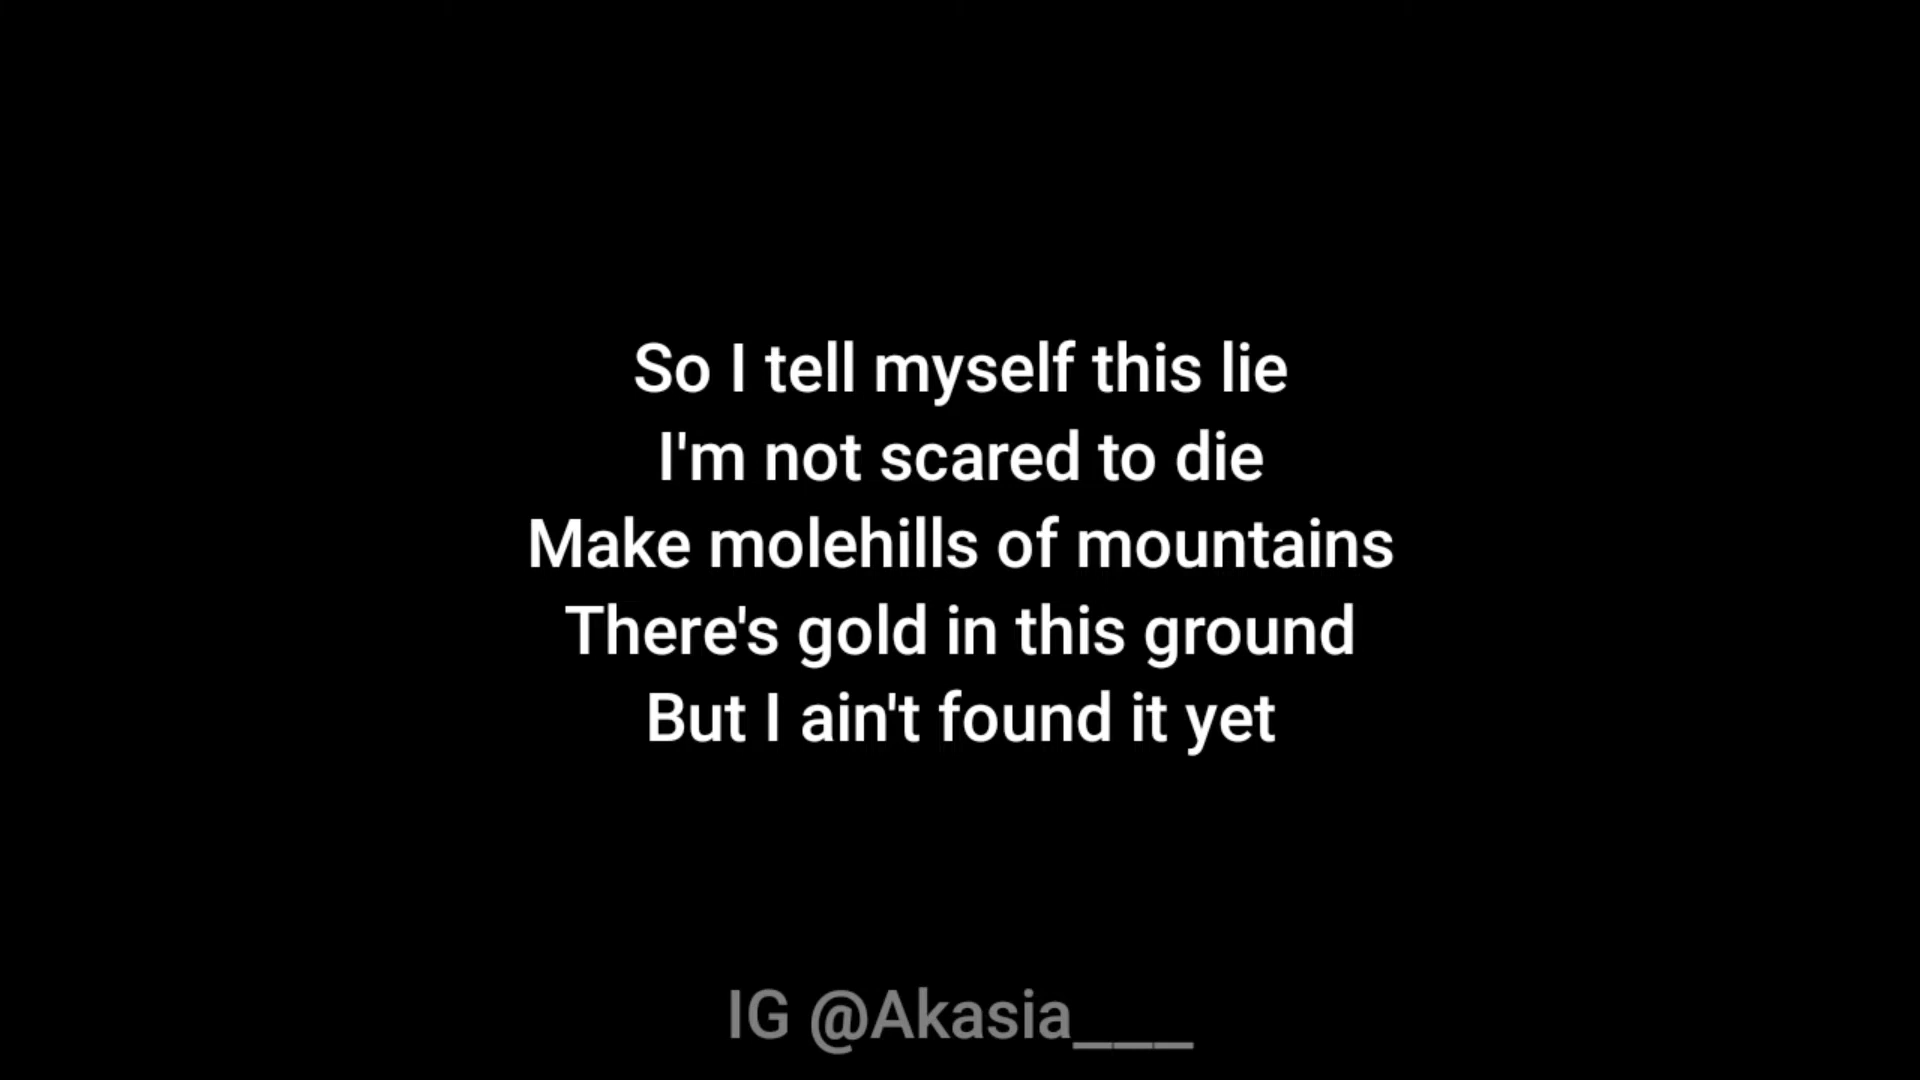 So I tell myself this lie
I'm not scared to die
Make molehills of mountains
There's gold in this ground
But I ain't found it yet
IG @Akasia___